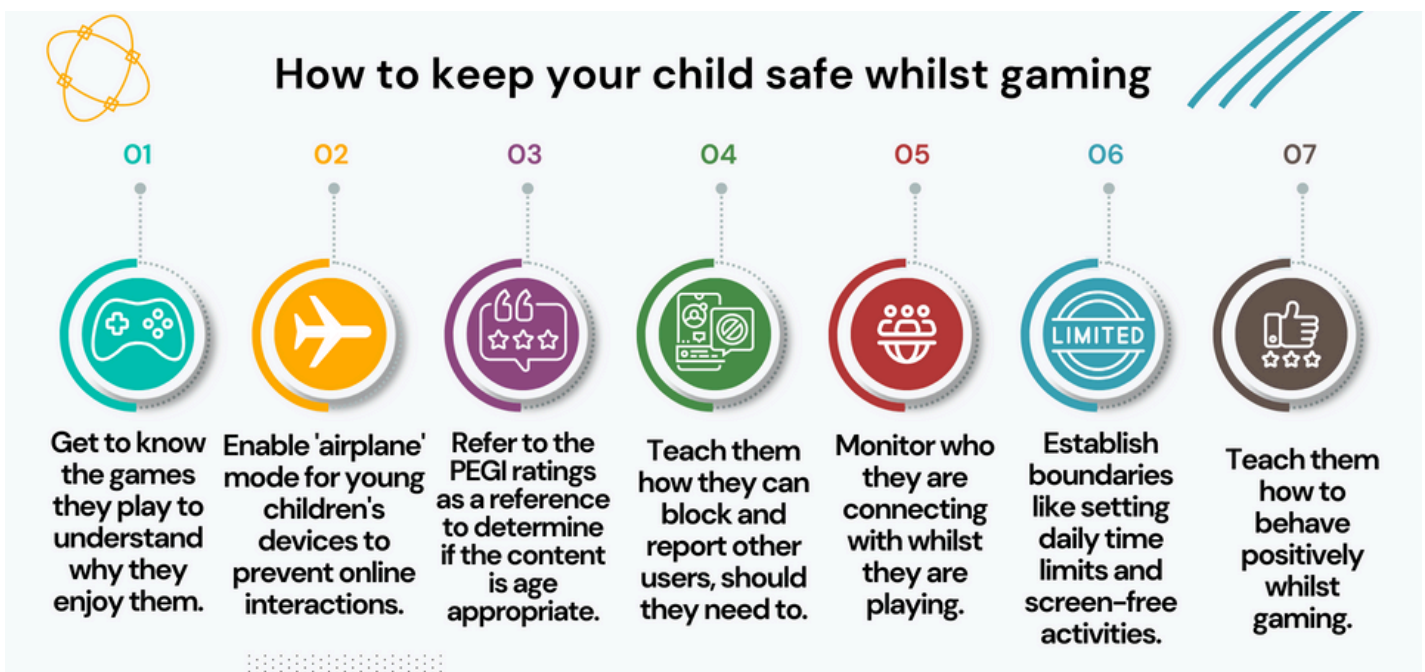 How to keep your child safe whilst gaming
01
Get to know
the games
they play to
understand
why they
enjoy them.
02
Enable 'airplane'
mode for young
children's
devices to
prevent online
interactions.
03
Refer to the
PEGI ratings
as a reference
to determine
if the content
is age
appropriate.
04
Teach them
how they can
block and
report other
users, should
they need to.
05
Monitor who
they are
connecting
with whilst
they are
playing.
06
LIMITED
Establish
boundaries
like setting
daily time
limits and
screen-free
activities.
07
Teach them
how to
behave
positively
whilst
gaming.